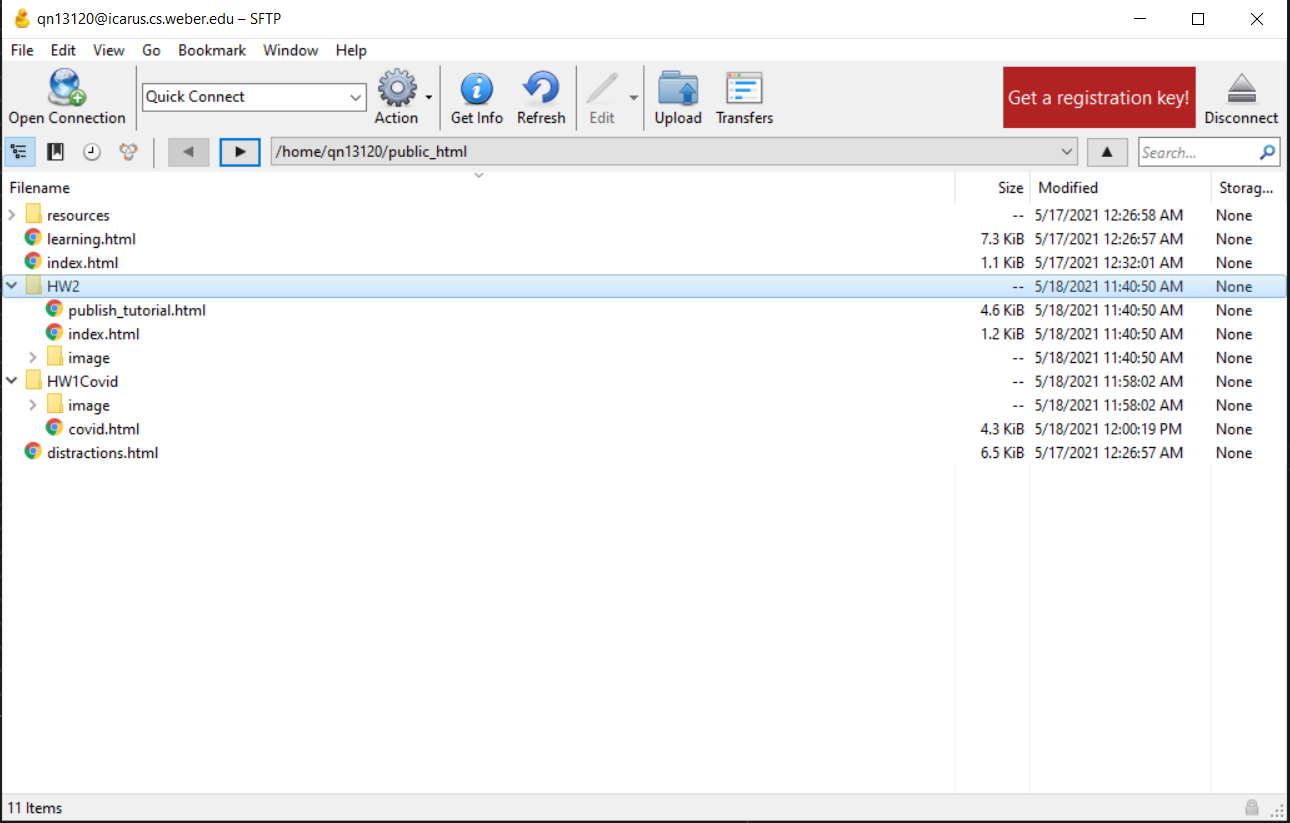 qn13120@icarus.cs.weber.edu – SFTP
File Edit View Go Bookmark Window Help
Open Connection Quick Connect Action Get Info Refresh Edit Upload Transfers Get a registration key! Disconnect
/home/qn13120/public_html Search...
Filename Size Modified Storag...
resources -- 5/17/2021 12:26:58 AM None
learning.html 7.3 KiB 5/17/2021 12:26:57 AM None
index.html 1.1 KiB 5/17/2021 12:32:01 AM None
HW2 -- 5/18/2021 11:40:50 AM None
publish_tutorial.html 4.6 KiB 5/18/2021 11:40:50 AM None
index.html 1.2 KiB 5/18/2021 11:40:50 AM None
image -- 5/18/2021 11:40:50 AM None
HW1Covid -- 5/18/2021 11:58:02 AM None
image -- 5/18/2021 11:58:02 AM None
covid.html 4.3 KiB 5/18/2021 12:00:19 PM None
distractions.html 6.5 KiB 5/17/2021 12:26:57 AM None
11 Items